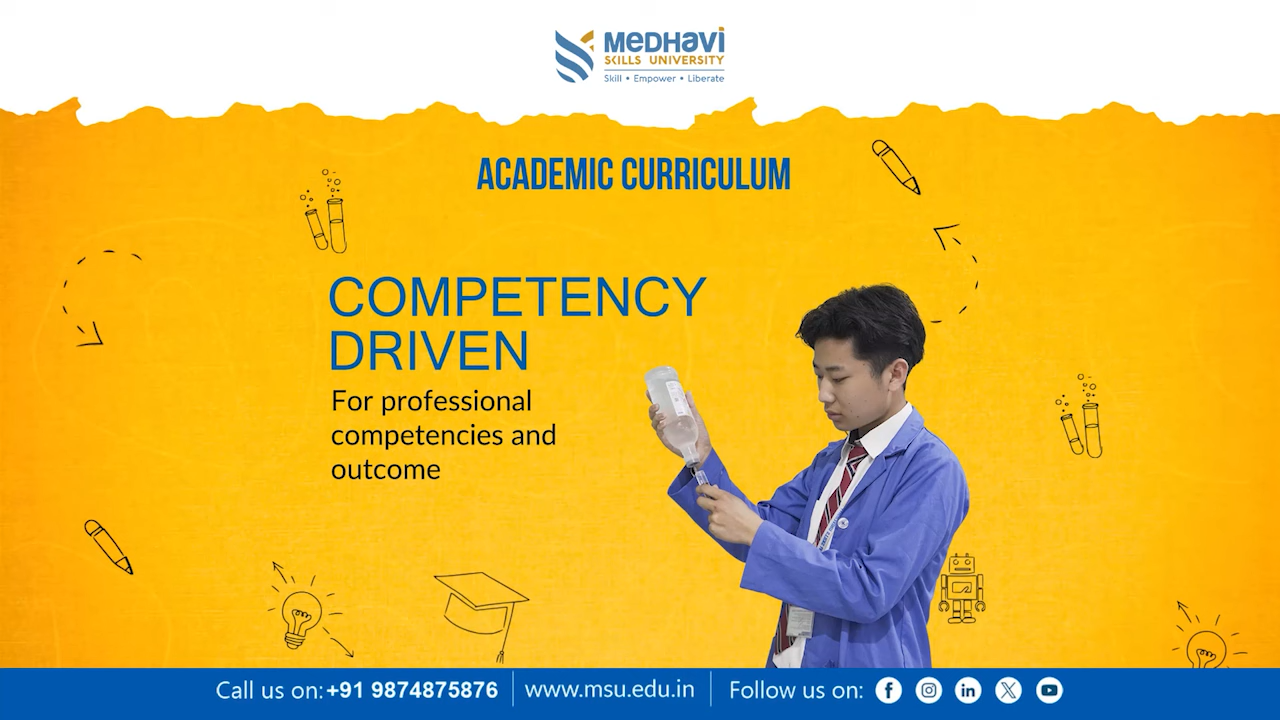 MEDHAVI
SKILLS UNIVERSITY
Skill • Empower • Liberate
ACADEMIC CURRICULUM
COMPETENCY
DRIVEN
For professional
competencies and
outcome
Call us on: +91 9874875876 www.msu.edu.in Follow us on: